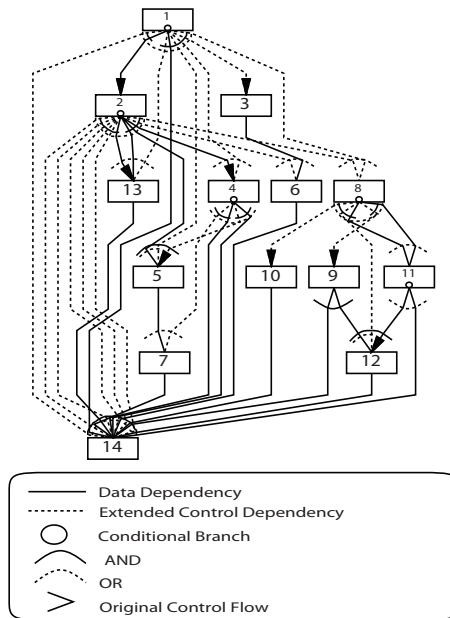 1
2
3
13
4
6
8
5
10
9
11
7
12
14
Data Dependency
Extended Control Dependency
Conditional Branch
AND
OR
Original Control Flow